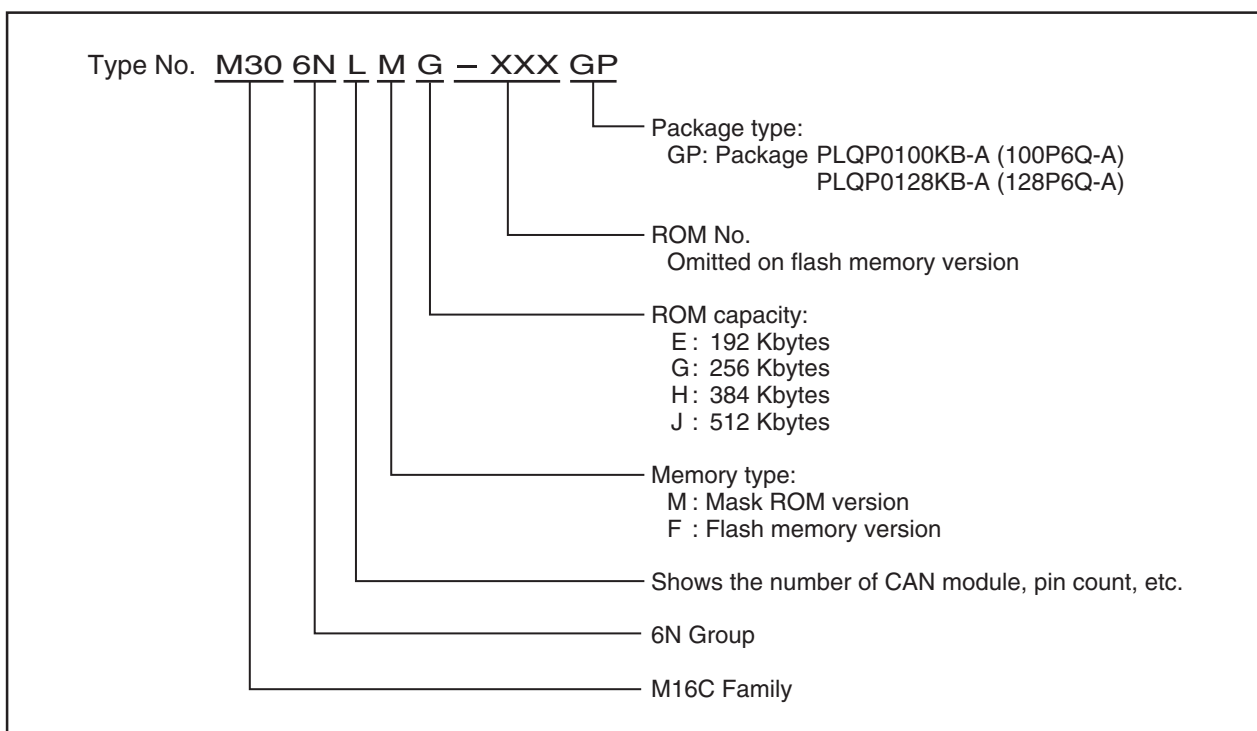 Type No. M30 6N L M G – XXX GP
Package type:
GP: Package PLQP0100KB-A (100P6Q-A)
PLQP0128KB-A (128P6Q-A)
ROM No.
Omitted on flash memory version
ROM capacity:
E : 192 Kbytes
G : 256 Kbytes
H : 384 Kbytes
J : 512 Kbytes
Memory type:
M : Mask ROM version
F : Flash memory version
Shows the number of CAN module, pin count, etc.
6N Group
M16C Family